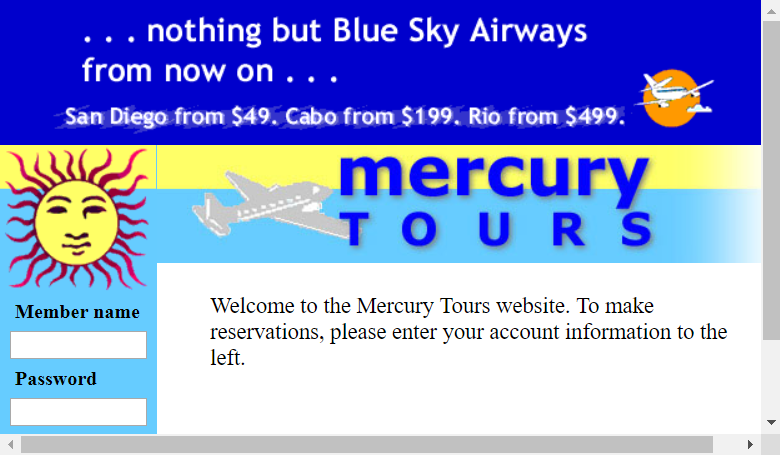 . . . nothing but Blue Sky Airways
from now on . . .
San Diego from $49. Cabo from $199. Rio from $499.
mercury
TOURS
Member name
Password
Welcome to the Mercury Tours website. To make
reservations, please enter your account information to the
left.